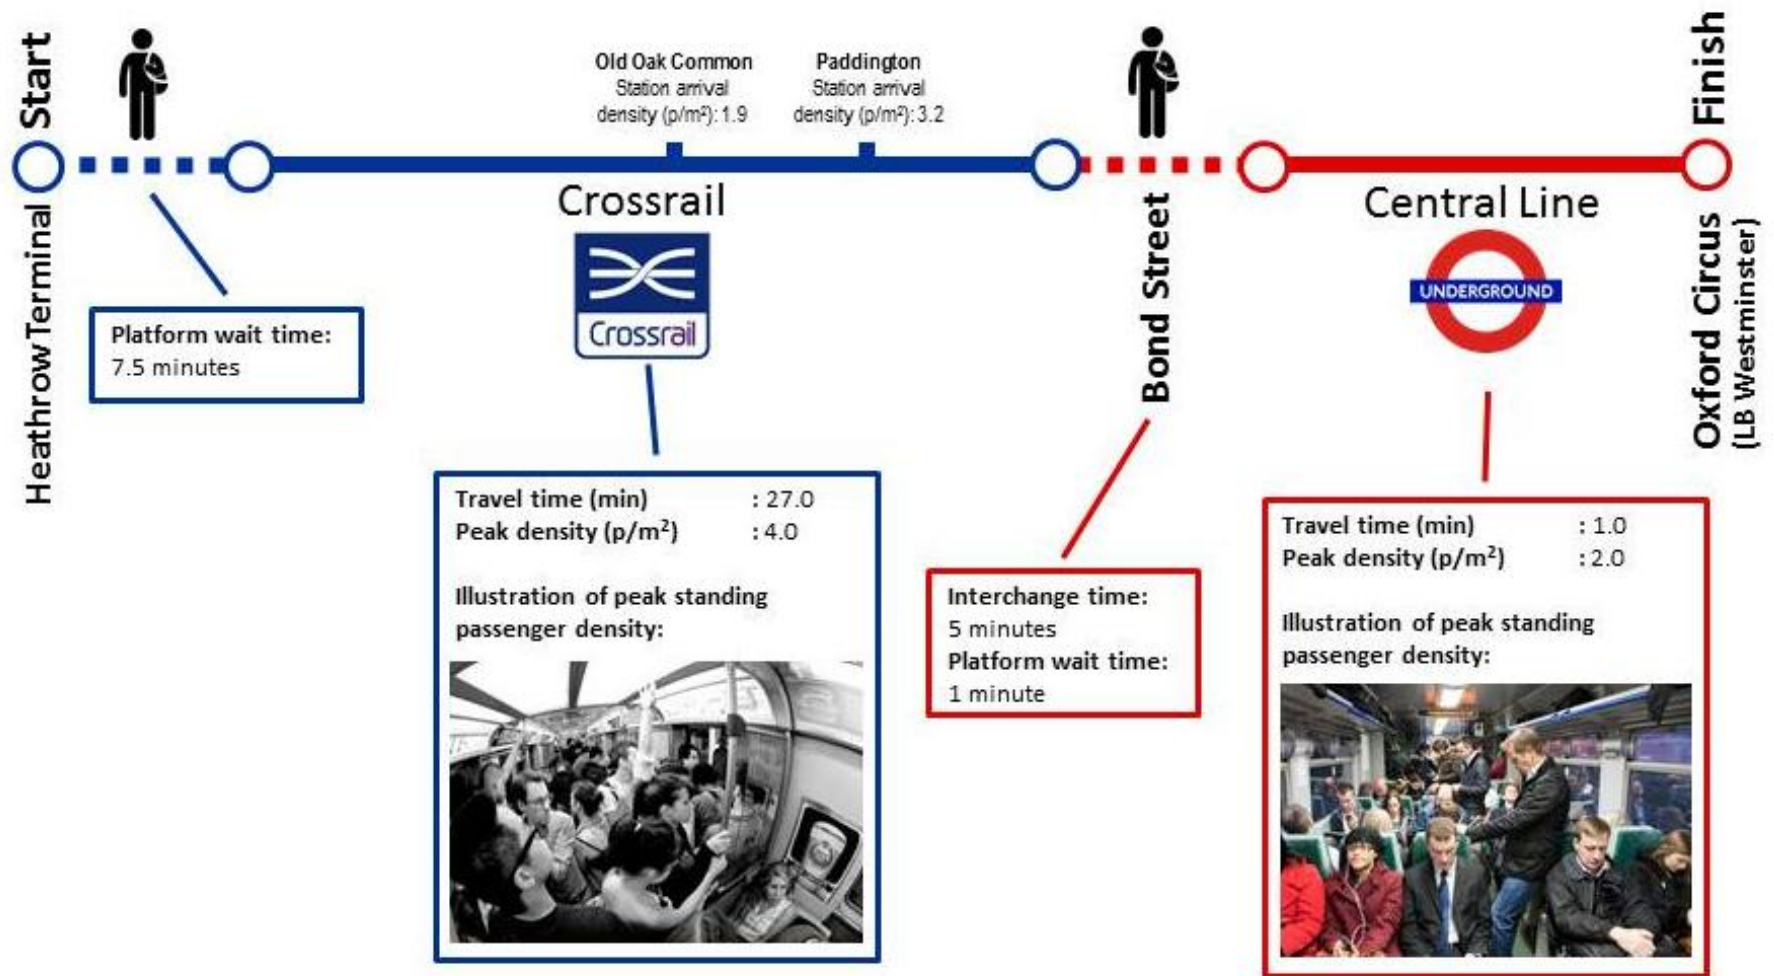 Start
Heathrow Terminal
Platform wait time:
7.5 minutes
Old Oak Common
Station arrival
density (p/m²): 1.9
Paddington
Station arrival
density (p/m²): 3.2
Crossrail
Crossrail
Travel time (min) : 27.0
Peak density (p/m²) : 4.0
Illustration of peak standing
passenger density:
Bond Street
Interchange time:
5 minutes
Platform wait time:
1 minute
Central Line
UNDERGROUND
Travel time (min) : 1.0
Peak density (p/m²) : 2.0
Illustration of peak standing
passenger density:
Finish
Oxford Circus
(LB Westminster)